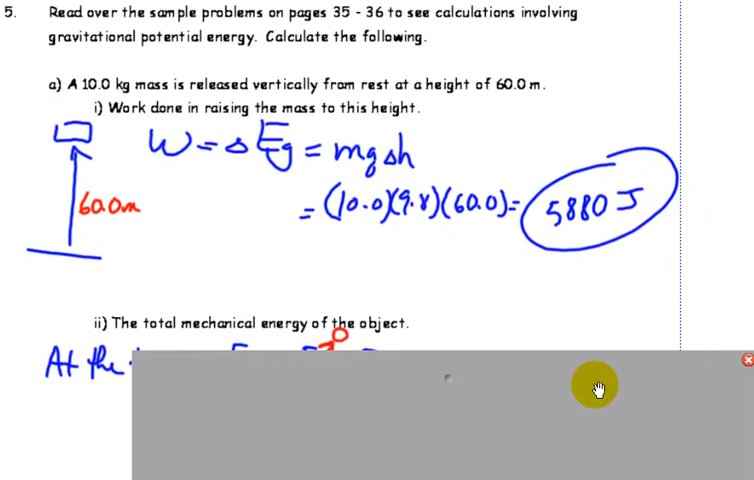 5. Read over the sample problems on pages 35 - 36 to see calculations involving
gravitational potential energy. Calculate the following.
a) A 10.0 kg mass is released vertically from rest at a height of 60.0 m.
i) Work done in raising the mass to this height.
W = Δ Eg = mgΔh
60.0m
= (10.0)(9.8)(60.0) = 5880 J
ii) The total mechanical energy of the object.
0
At the